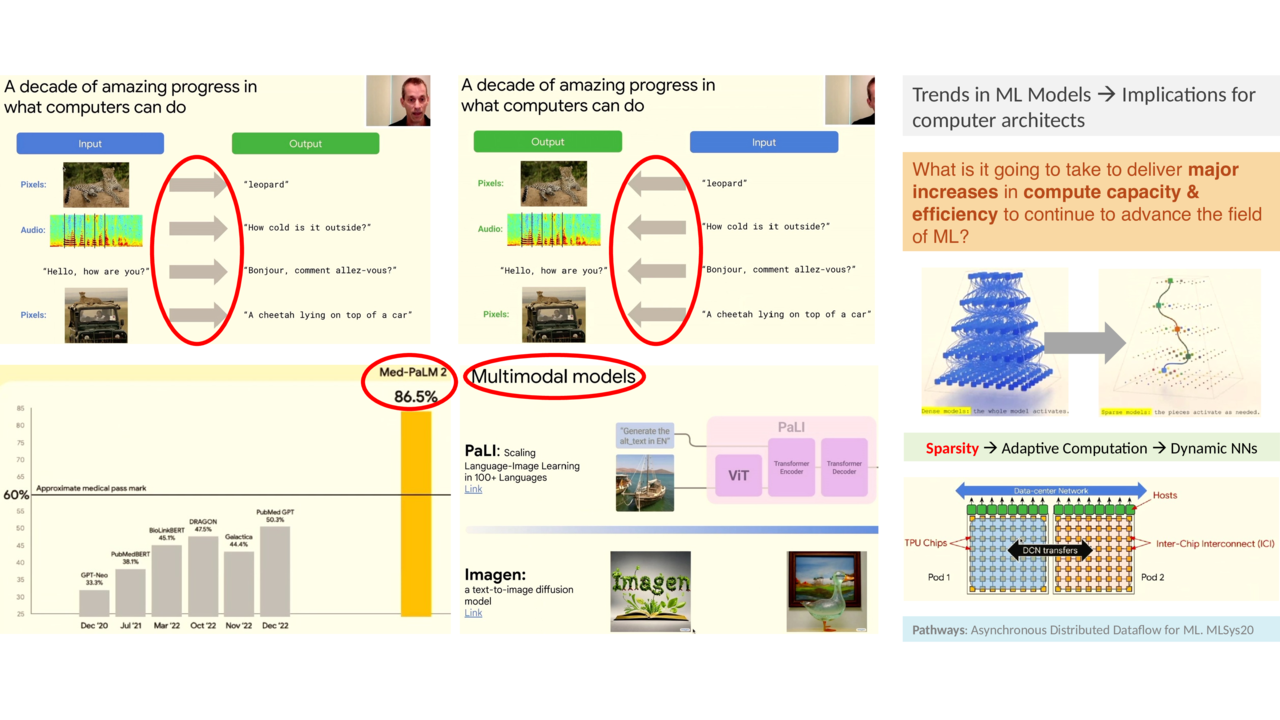 A decade of amazing progress in
what computers can do
Input
Output
Pixels:
"leopard"
Audio:
"How cold is it outside?"
"Hello, how are you?"
"Bonjour, comment allez-vous?"
Pixels:
"A cheetah lying on top of a car"
A decade of amazing progress in
what computers can do
Output
Input
Pixels:
"leopard"
Audio:
"How cold is it outside?"
"Hello, how are you?"
"Bonjour, comment allez-vous?"
Pixels:
"A cheetah lying on top of a car"
Trends in ML Models → Implications for
computer architects
What is it going to take to deliver major
increases in compute capacity &
efficiency to continue to advance the field
of ML?
Dense models: the whole model activates.
Sparse models: the pieces activate as needed.
Sparsity → Adaptive Computation → Dynamic NNs
Data-center Network
Hosts
TPU Chips
DCN transfers
Inter-Chip Interconnect (ICI)
Pod 1
Pod 2
Pathways: Asynchronous Distributed Dataflow for ML. MLSys20
Med-PaLM 2
86.5%
85
80
75
70
65
60%
Approximate medical pass mark
55
50
45
40
35
30
25
GPT-Neo
33.3%
PubMedBERT
38.1%
BioLinkBERT
45.1%
DRAGON
47.5%
Galactica
44.4%
PubMed GPT
50.3%
Dec '20
Jul '21
Mar '22
Oct '22
Nov '22
Dec '22
Multimodal models
PaLI: Scaling
Language-Image Learning
in 100+ Languages
Link
"Generate the
alt_text in EN"
PaLI
ViT
Transformer
Encoder
Transformer
Decoder
Imagen:
a text-to-image diffusion
model
Link
Imagen